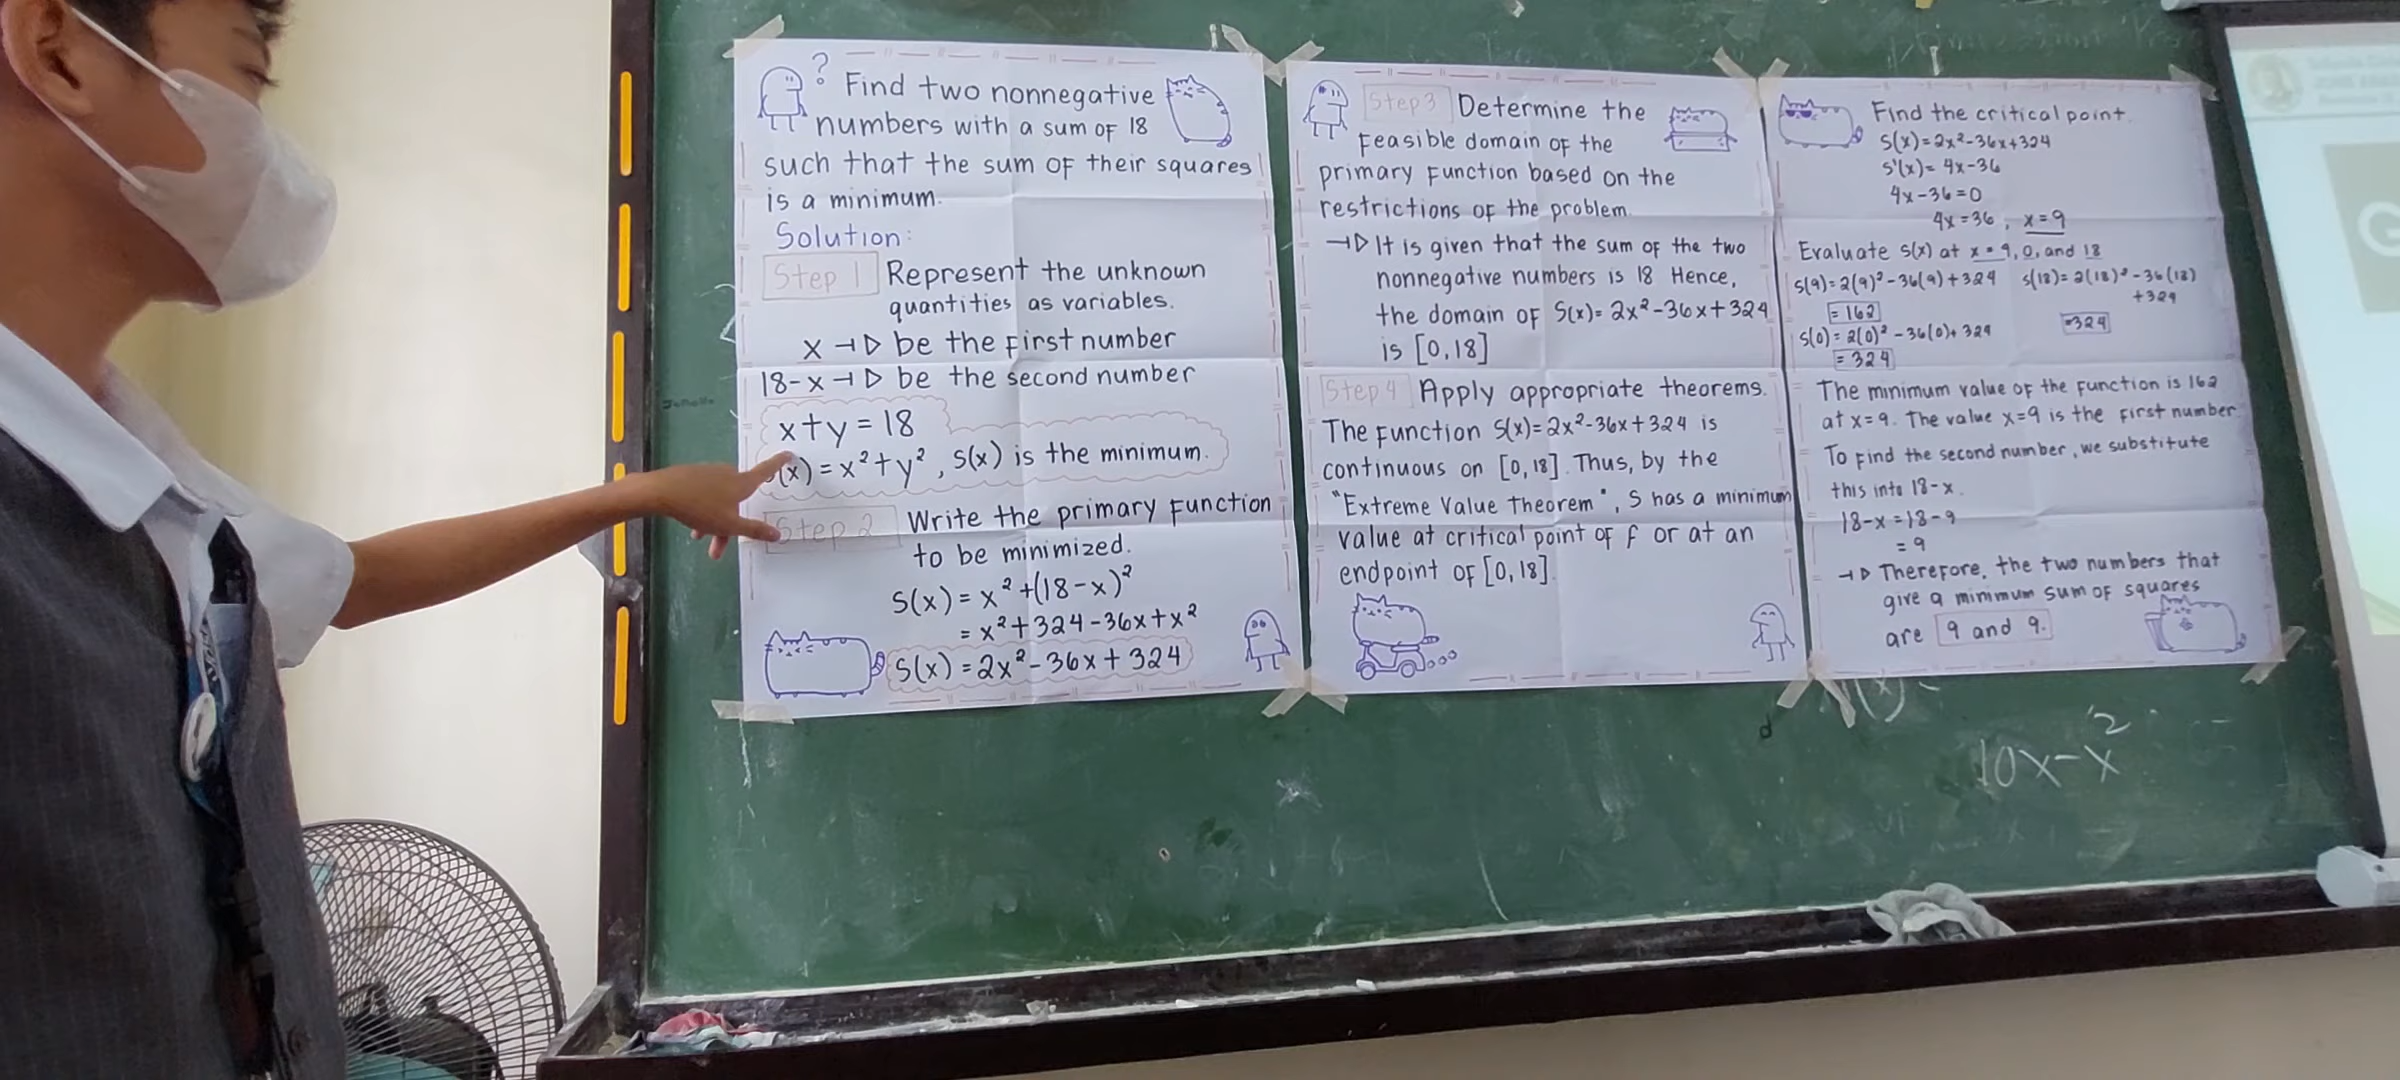 ?
Find two nonnegative
numbers with a sum of 18
such that the sum of their squares
is a minimum.
Solution:
Step 1 Represent the unknown
quantities as variables.
x → be the first number
18-x → be the second number
x+y = 18
(x) = x²+y², S(x) is the minimum.
Step 2 Write the primary function
to be minimized.
S(x) = x² + (18-x)²
= x² + 324 - 36x + x²
S(x) = 2x² - 36x + 324
Step 3 Determine the
feasible domain of the
primary function based on the
restrictions of the problem.
→ It is given that the sum of the two
nonnegative numbers is 18 Hence,
the domain of S(x) = 2x² - 36x + 324
is [0,18]
Step 4 Apply appropriate theorems.
The function S(x) = 2x² - 36x + 324 is
continuous on [0,18]. Thus, by the
"Extreme Value Theorem", S has a minimum
value at critical point of f or at an
endpoint of [0,18].
Find the critical point.
S(x) = 2x² - 36x + 324
S'(x) = 4x - 36
4x - 36 = 0
4x = 36, x = 9
Evaluate S(x) at x = 9, 0, and 18
S(9) = 2(9)² - 36(9) + 324
= 162
S(0) = 2(0)² - 36(0) + 324
= 324
S(18) = 2(18)² - 36(18)
+324
=324
The minimum value of the function is 162
at x=9. The value x=9 is the first number.
To find the second number, we substitute
this into 18-x.
18-x = 18-9
= 9
→ Therefore, the two numbers that
give a minimum sum of squares
are 9 and 9.
10x-x²